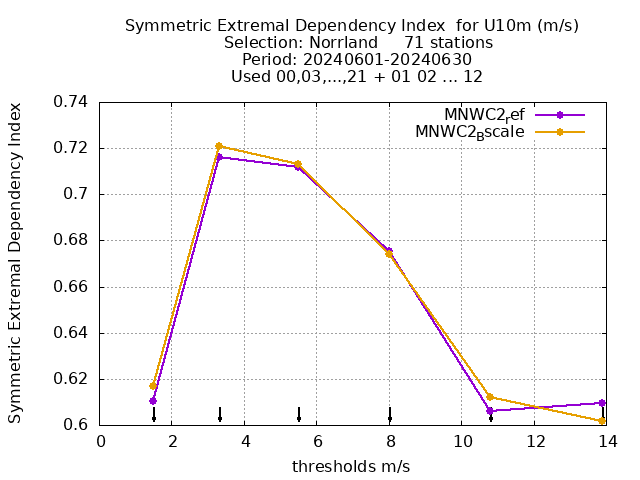 Symmetric Extremal Dependency Index  for U10m (m/s)
Selection: Norrland     71 stations
Period: 20240601-20240630
Used 00,03,...,21 + 01 02 ... 12
Symmetric Extremal Dependency Index
0.74
0.72
0.7
0.68
0.66
0.64
0.62
0.6
MNWC2ref
MNWC2Bscale
0 2 4 6 8 10 12 14
thresholds m/s